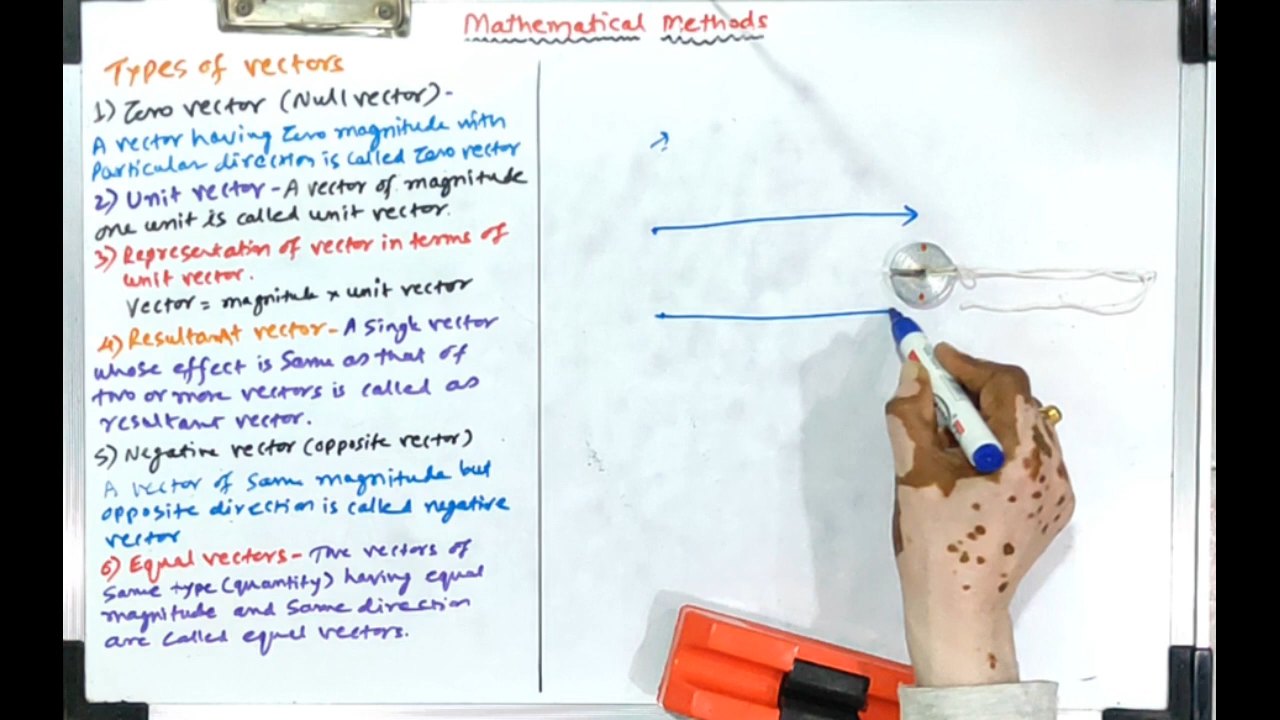 Mathematical Methods
Types of vectors
1) Zero vector (Null vector) -
A vector having Zero magnitude with
Particular direction is called Zero vector
2) Unit vector - A vector of magnitude
one unit is called unit vector.
3) Representation of vector in terms of
unit vector.
Vector = magnitude x unit vector
4) Resultant vector - A Single vector
whose effect is Same as that of
two or more vectors is called as
resultant vector.
5) Negative vector (opposite vector)
A vector of Same magnitude but
opposite direction is called negative
vector
6) Equal vectors - The vectors of
Same type (quantity) having equal
magnitude and Same direction
are called equal vectors.